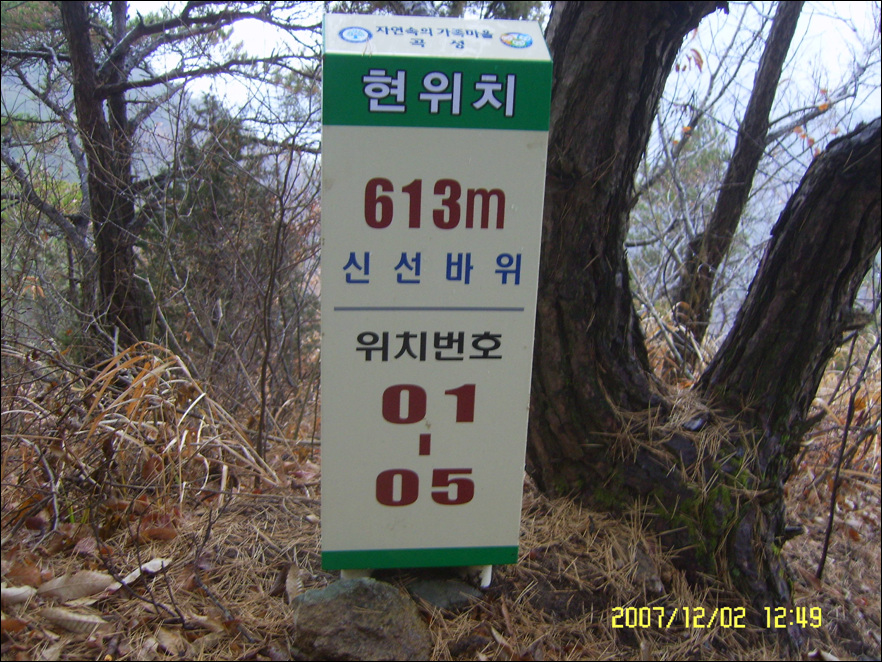 자연속의 가족마을
곡성
현위치
613m
신선바위
위치번호
01
-
05
2007/12/02 12:49